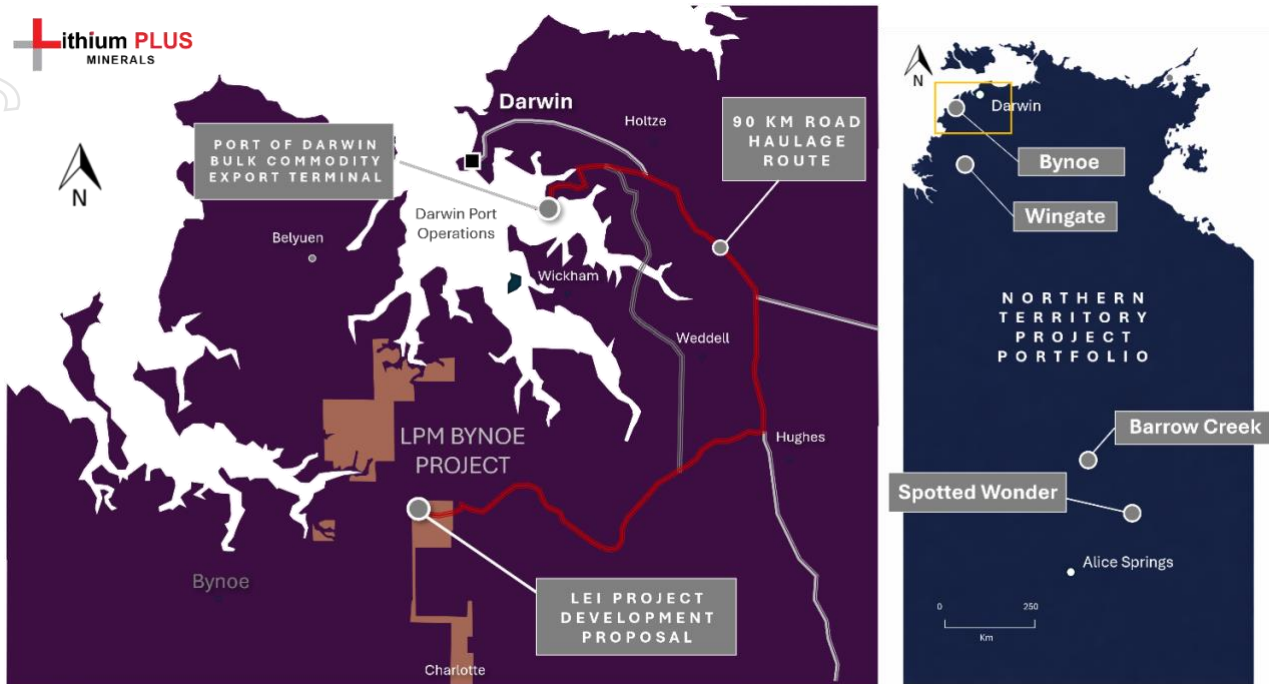 Lithium PLUS
MINERALS
N
Darwin
Holtze
PORT OF DARWIN
BULK COMMODITY
EXPORT TERMINAL
90 KM ROAD
HAULAGE
ROUTE
Darwin Port
Operations
Belyuen
Wickham
Weddell
Hughes
LPM BYNOE
PROJECT
Bynoe
LEI PROJECT
DEVELOPMENT
PROPOSAL
Charlotte
N
Darwin
Bynoe
Wingate
NORTHERN
TERRITORY
PROJECT
PORTFOLIO
Barrow Creek
Spotted Wonder
Alice Springs
0 250
Km